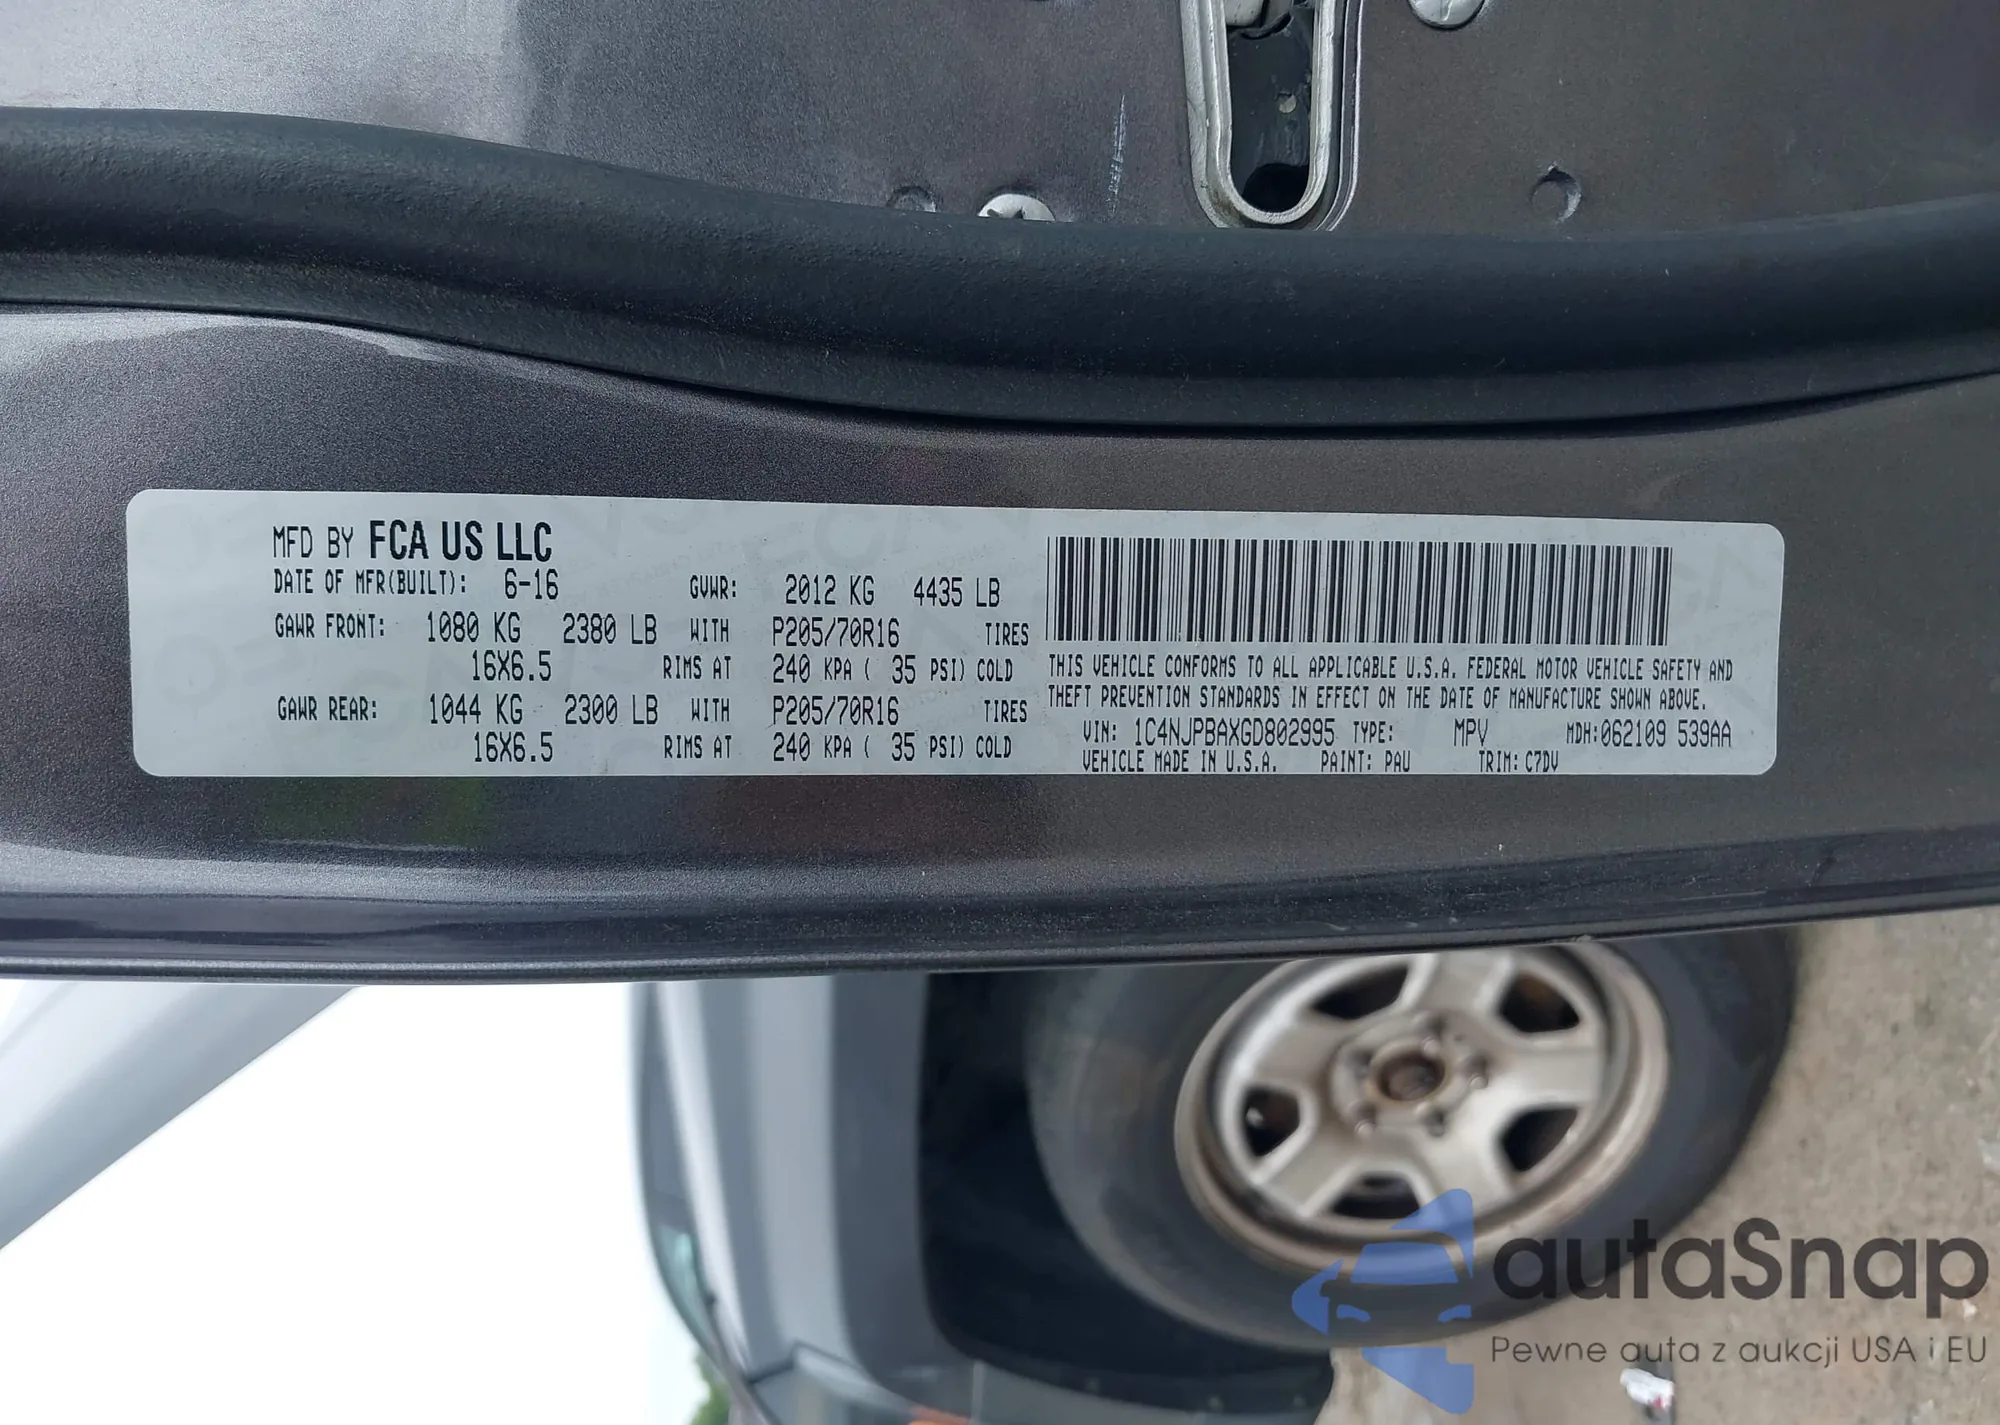 MFD BY FCA US LLC
DATE OF MFR(BUILT): 6-16 GVWR: 2012 KG 4435 LB
GAWR FRONT: 1080 KG 2380 LB WITH P205/70R16 TIRES
16X6.5 RIMS AT 240 KPA ( 35 PSI) COLD
GAWR REAR: 1044 KG 2300 LB WITH P205/70R16 TIRES
16X6.5 RIMS AT 240 KPA ( 35 PSI) COLD
THIS VEHICLE CONFORMS TO ALL APPLICABLE U.S.A. FEDERAL MOTOR VEHICLE SAFETY AND
THEFT PREVENTION STANDARDS IN EFFECT ON THE DATE OF MANUFACTURE SHOWN ABOVE.
VIN: 1C4NJPBAXGD802995 TYPE: MPV MDH:062109 539AA
VEHICLE MADE IN U.S.A. PAINT: PAU TRIM: C7DV
autaSnap
Pewne auta z aukcji USA i EU